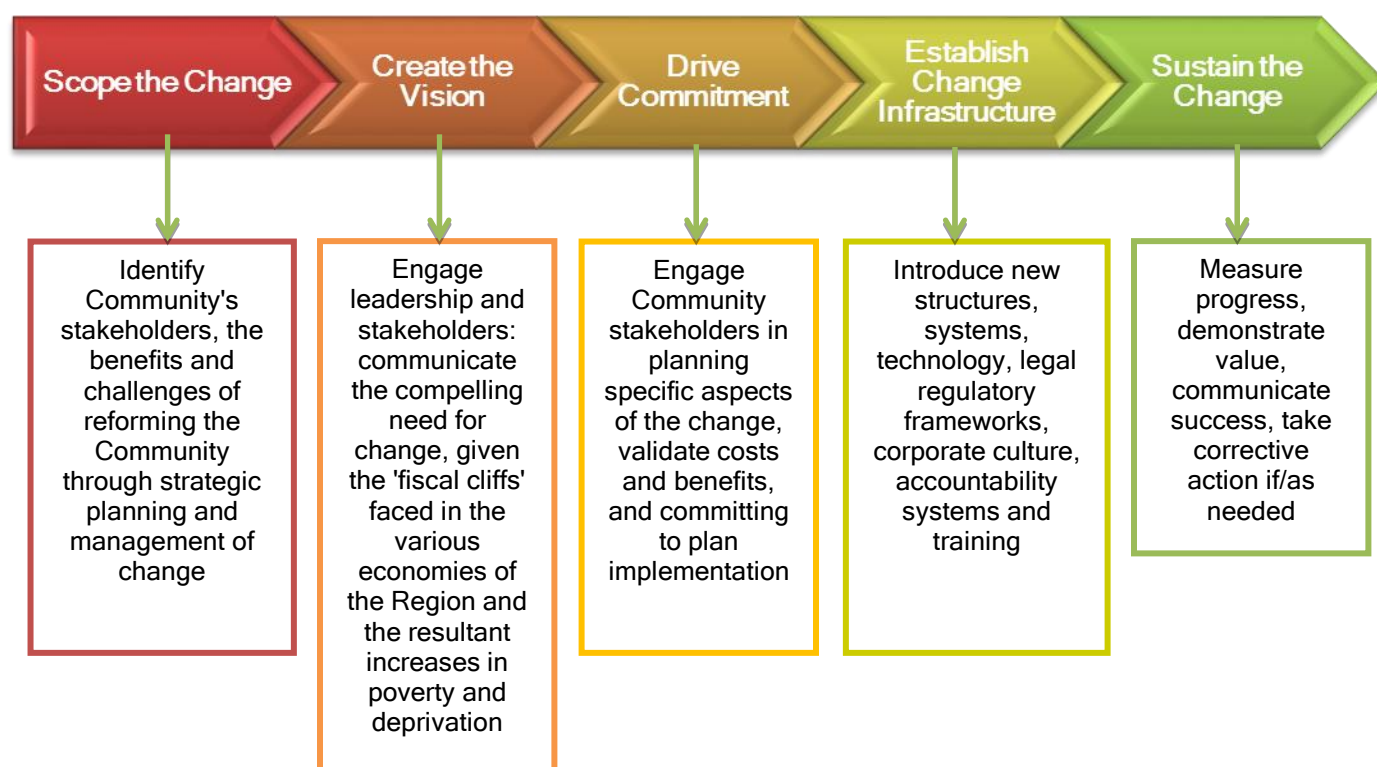 Scope the Change
Create the
Vision
Drive
Commitment
Establish
Change
Infrastructure
Sustain the
Change
Identify
Community's
stakeholders, the
benefits and
challenges of
reforming the
Community
through strategic
planning and
management of
change
Engage
leadership and
stakeholders:
communicate
the compelling
need for
change, given
the 'fiscal cliffs'
faced in the
various
economies of
the Region and
the resultant
increases in
poverty and
deprivation
Engage
Community
stakeholders in
planning
specific aspects
of the change,
validate costs
and benefits,
and committing
to plan
implementation
Introduce new
structures,
systems,
technology, legal
regulatory
frameworks,
corporate culture,
accountability
systems and
training
Measure
progress,
demonstrate
value,
communicate
success, take
corrective
action if/as
needed